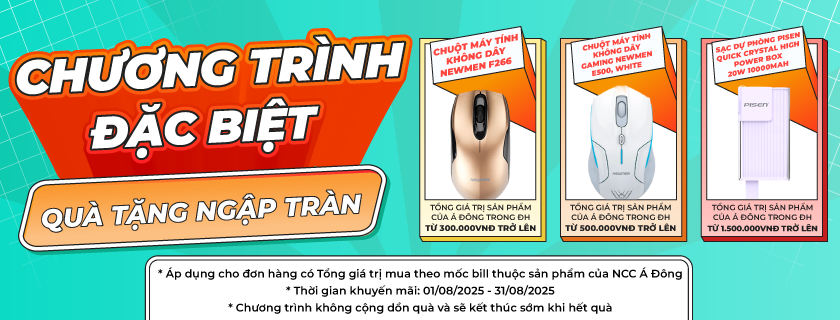 CHƯƠNG TRÌNH
ĐẶC BIỆT
QUÀ TẶNG NGẬP TRÀN
CHUỘT MÁY TÍNH
KHÔNG DÂY
NEWMEN F266
TỔNG GIÁ TRỊ SẢN PHẨM
CỦA Á ĐÔNG TRONG ĐH
TỪ 300.000VNĐ TRỞ LÊN
CHUỘT MÁY TÍNH
KHÔNG DÂY
GAMING NEWMEN
E500, WHITE
TỔNG GIÁ TRỊ SẢN PHẨM
CỦA Á ĐÔNG TRONG ĐH
TỪ 500.000VNĐ TRỞ LÊN
SẠC DỰ PHÒNG PISEN
QUICK CRYSTAL HIGH
POWER BOX
20W 10000MAH
PISEN
TỔNG GIÁ TRỊ SẢN PHẨM
CỦA Á ĐÔNG TRONG ĐH
TỪ 1.500.000VNĐ TRỞ LÊN
* Áp dụng cho đơn hàng có Tổng giá trị mua theo mốc bill thuộc sản phẩm của NCC Á Đông
* Thời gian khuyến mãi: 01/08/2025 - 31/08/2025
* Chương trình không cộng dồn quà và sẽ kết thúc sớm khi hết quà